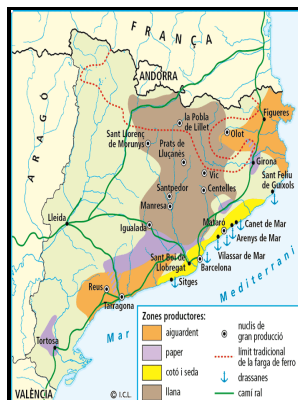 FRANÇA
ANDORRA
ARAGÓ
la Pobla
de Lillet
Figueres
Olot
Sant Llorenç
de Morunys
Prats de
Lluçanès
Girona
Vic
Sant Feliu
de Guíxols
Santpedor
Centelles
Manresa
Lleida
Igualada
Mataró
Canet de Mar
Arenys de Mar
Vilassar de Mar
Sant Boi de
Llobregat
Barcelona
Sitges
Reus
Tarragona
Mar Mediterrani
Tortosa
VALÈNCIA
© I.C.L.
Zones productores:
aiguardent
paper
cotó i seda
llana
nuclis de
gran producció
límit tradicional
de la farga de ferro
drassanes
camí ral